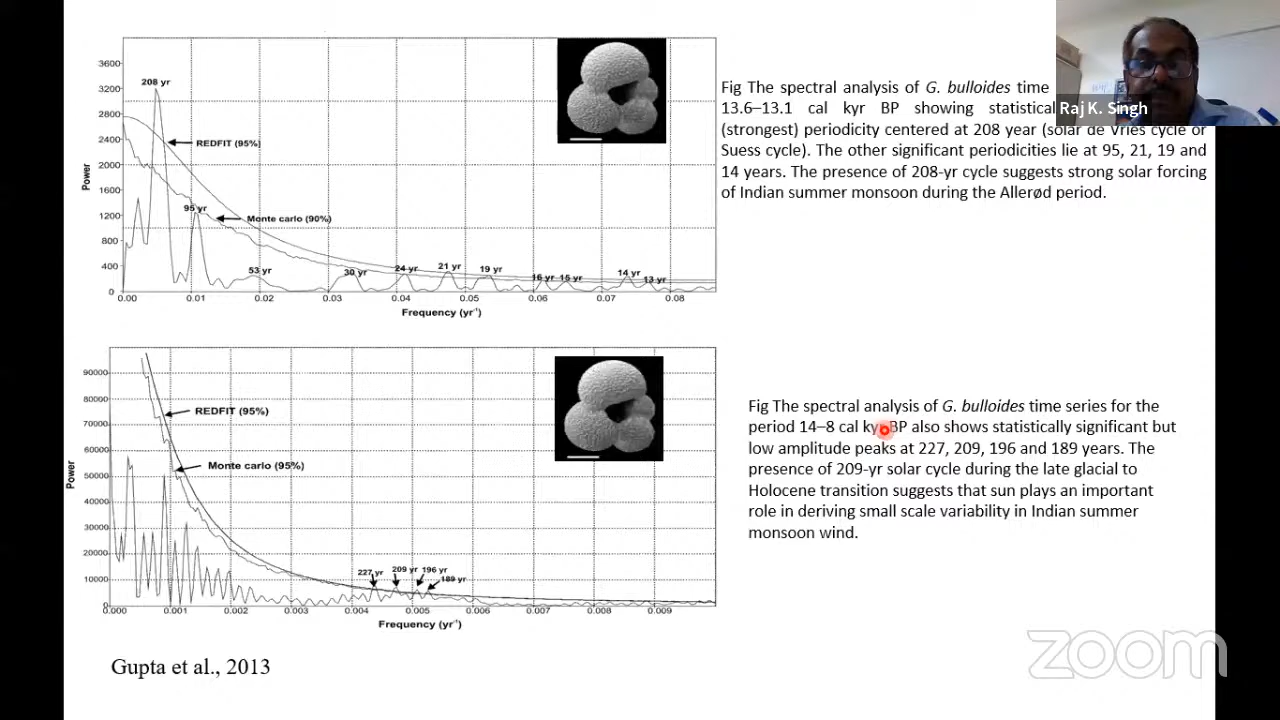 3600
3200
2800
2400
2000
1600
1200
800
400
0
Power
208 yr
REDFIT (95%)
95 yr
Monte carlo (90%)
53 yr
30 yr
24 yr
21 yr
19 yr
16 yr
15 yr
14 yr
13 yr
0.00 0.01 0.02 0.03 0.04 0.05 0.06 0.07 0.08
Frequency (yr⁻¹)
Fig The spectral analysis of G. bulloides time
13.6–13.1 cal kyr BP showing statistical
(strongest) periodicity centered at 208 year (solar de Vries cycle or
Suess cycle). The other significant periodicities lie at 95, 21, 19 and
14 years. The presence of 208-yr cycle suggests strong solar forcing
of Indian summer monsoon during the Allerød period.
Raj K. Singh
90000
80000
70000
60000
50000
40000
30000
20000
10000
0
Power
REDFIT (95%)
Monte carlo (95%)
227 yr
209 yr
196 yr
189 yr
0.000 0.001 0.002 0.003 0.004 0.005 0.006 0.007 0.008 0.009
Frequency (yr⁻¹)
Fig The spectral analysis of G. bulloides time series for the
period 14–8 cal kyr BP also shows statistically significant but
low amplitude peaks at 227, 209, 196 and 189 years. The
presence of 209-yr solar cycle during the late glacial to
Holocene transition suggests that sun plays an important
role in deriving small scale variability in Indian summer
monsoon wind.
Gupta et al., 2013
zoom